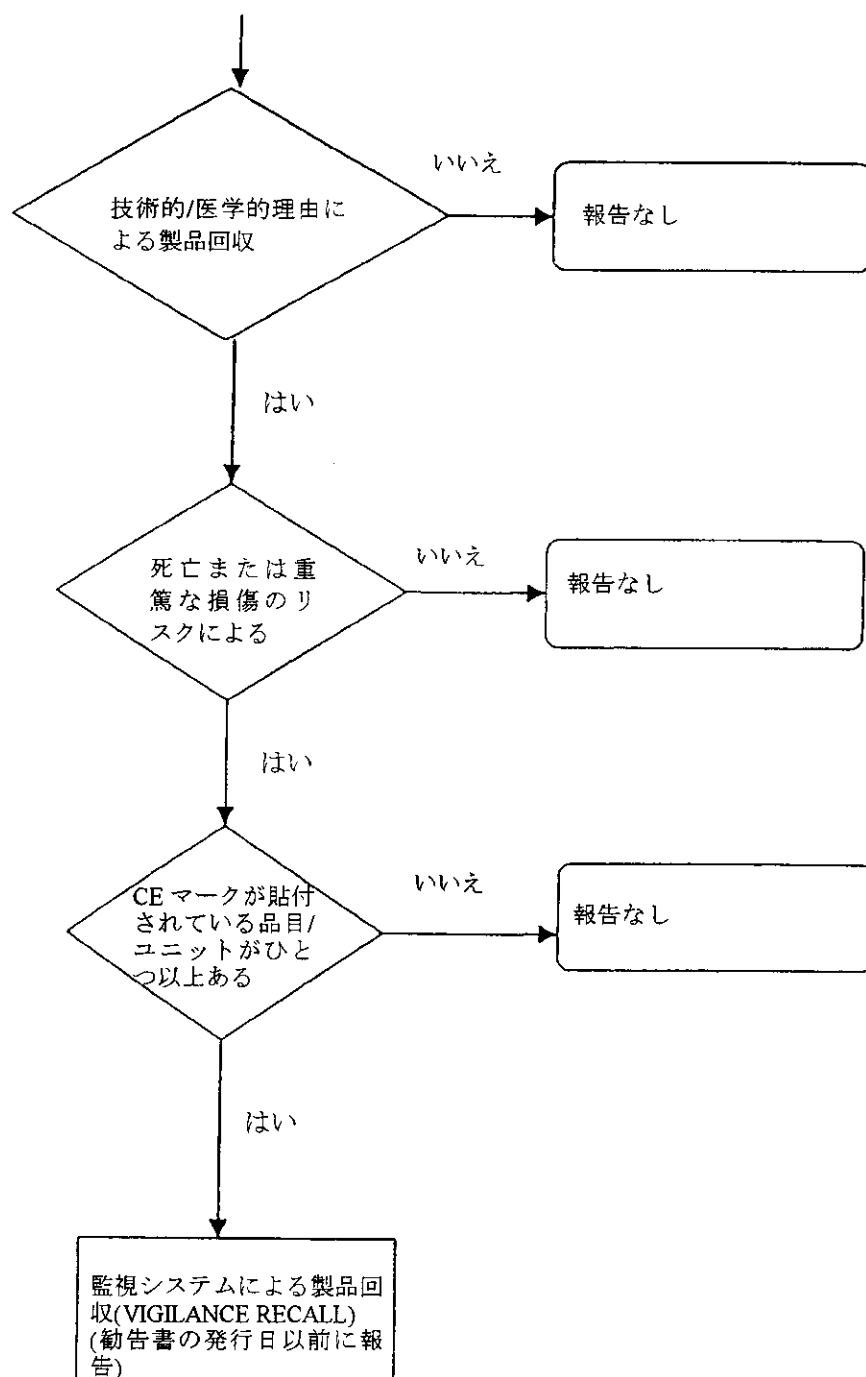 いいえ
技術的/医学的理由に
よる製品回収
報告なし
はい
いいえ
死亡または重
篤な損傷のリ
スクによる
報告なし
はい
いいえ
CE マークが貼付
されている品目/
ユニットがひと
つ以上ある
報告なし
はい
監視システムによる製品回
収(VIGILANCE RECALL)
(勧告書の発行日以前に報
告)